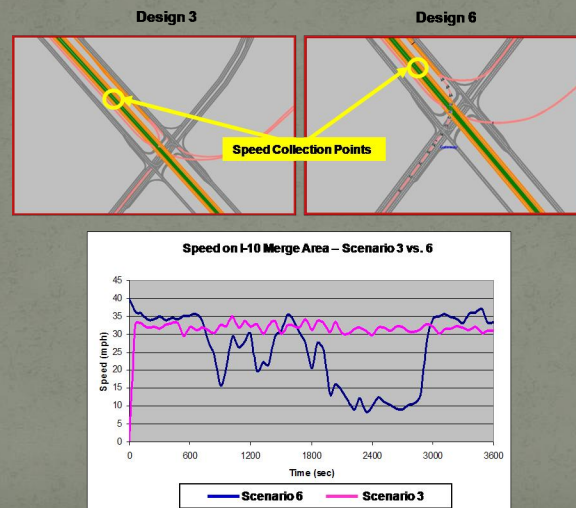 Design 3
Design 6
Speed Collection Points
Speed on I-10 Merge Area – Scenario 3 vs. 6
Speed (mph)
45
40
35
30
25
20
15
10
5
0
0 600 1200 1800 2400 3000 3600
Time (sec)
Scenario 6 Scenario 3